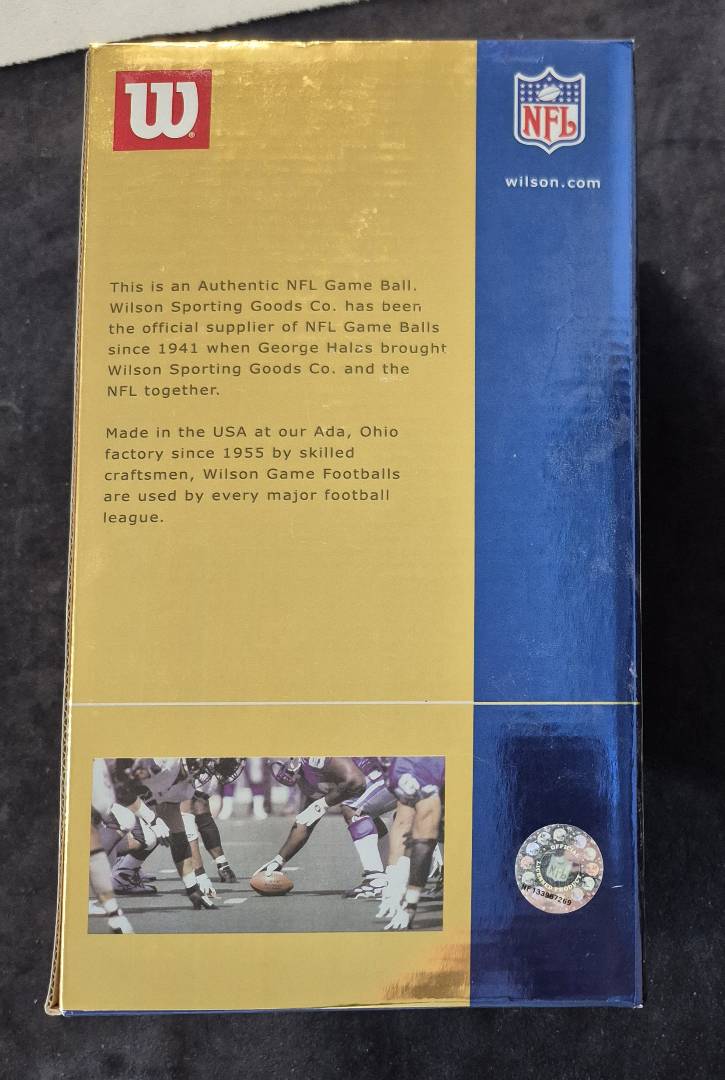 W
NFL
wilson.com
This is an Authentic NFL Game Ball.
Wilson Sporting Goods Co. has been
the official supplier of NFL Game Balls
since 1941 when George Halas brought
Wilson Sporting Goods Co. and the
NFL together.
Made in the USA at our Ada, Ohio
factory since 1955 by skilled
craftsmen, Wilson Game Footballs
are used by every major football
league.
OFFICIAL